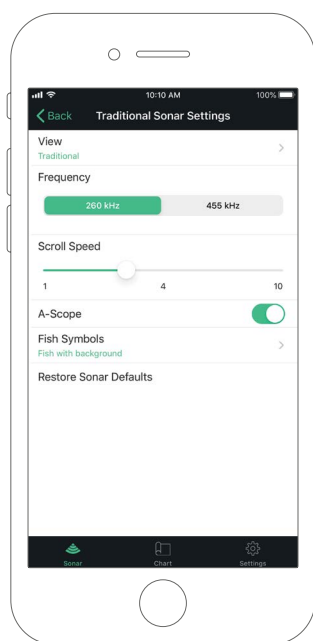 10:10 AM 100%
Back Traditional Sonar Settings
View
Traditional
Frequency
260 kHz 455 kHz
Scroll Speed
1 4 10
A-Scope
Fish Symbols
Fish with background
Restore Sonar Defaults
Sonar Chart Settings